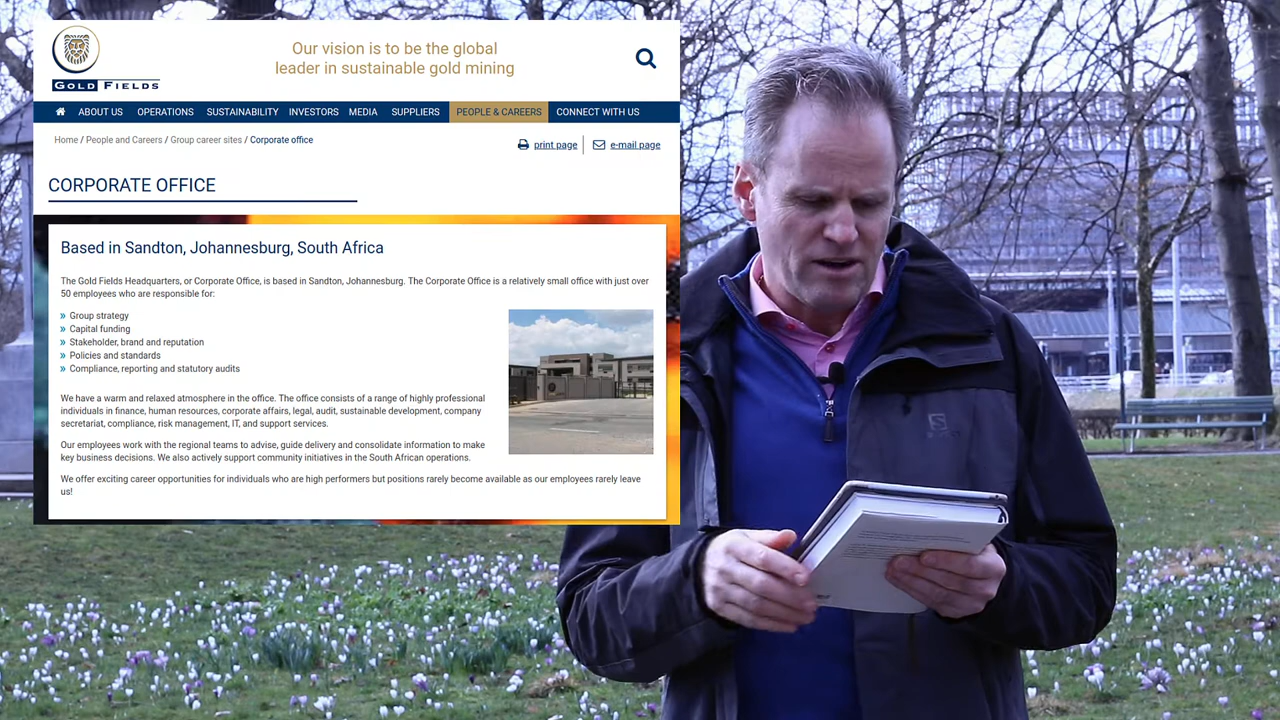 Our vision is to be the global
leader in sustainable gold mining
GOLD FIELDS
ABOUT US OPERATIONS SUSTAINABILITY INVESTORS MEDIA SUPPLIERS PEOPLE & CAREERS CONNECT WITH US
Home / People and Careers / Group career sites / Corporate office
print page e-mail page
CORPORATE OFFICE
Based in Sandton, Johannesburg, South Africa
The Gold Fields Headquarters, or Corporate Office, is based in Sandton, Johannesburg. The Corporate Office is a relatively small office with just over
50 employees who are responsible for:
» Group strategy
» Capital funding
» Stakeholder, brand and reputation
» Policies and standards
» Compliance, reporting and statutory audits
We have a warm and relaxed atmosphere in the office. The office consists of a range of highly professional
individuals in finance, human resources, corporate affairs, legal, audit, sustainable development, company
secretariat, compliance, risk management, IT, and support services.
Our employees work with the regional teams to advise, guide delivery and consolidate information to make
key business decisions. We also actively support community initiatives in the South African operations.
We offer exciting career opportunities for individuals who are high performers but positions rarely become available as our employees rarely leave
us!